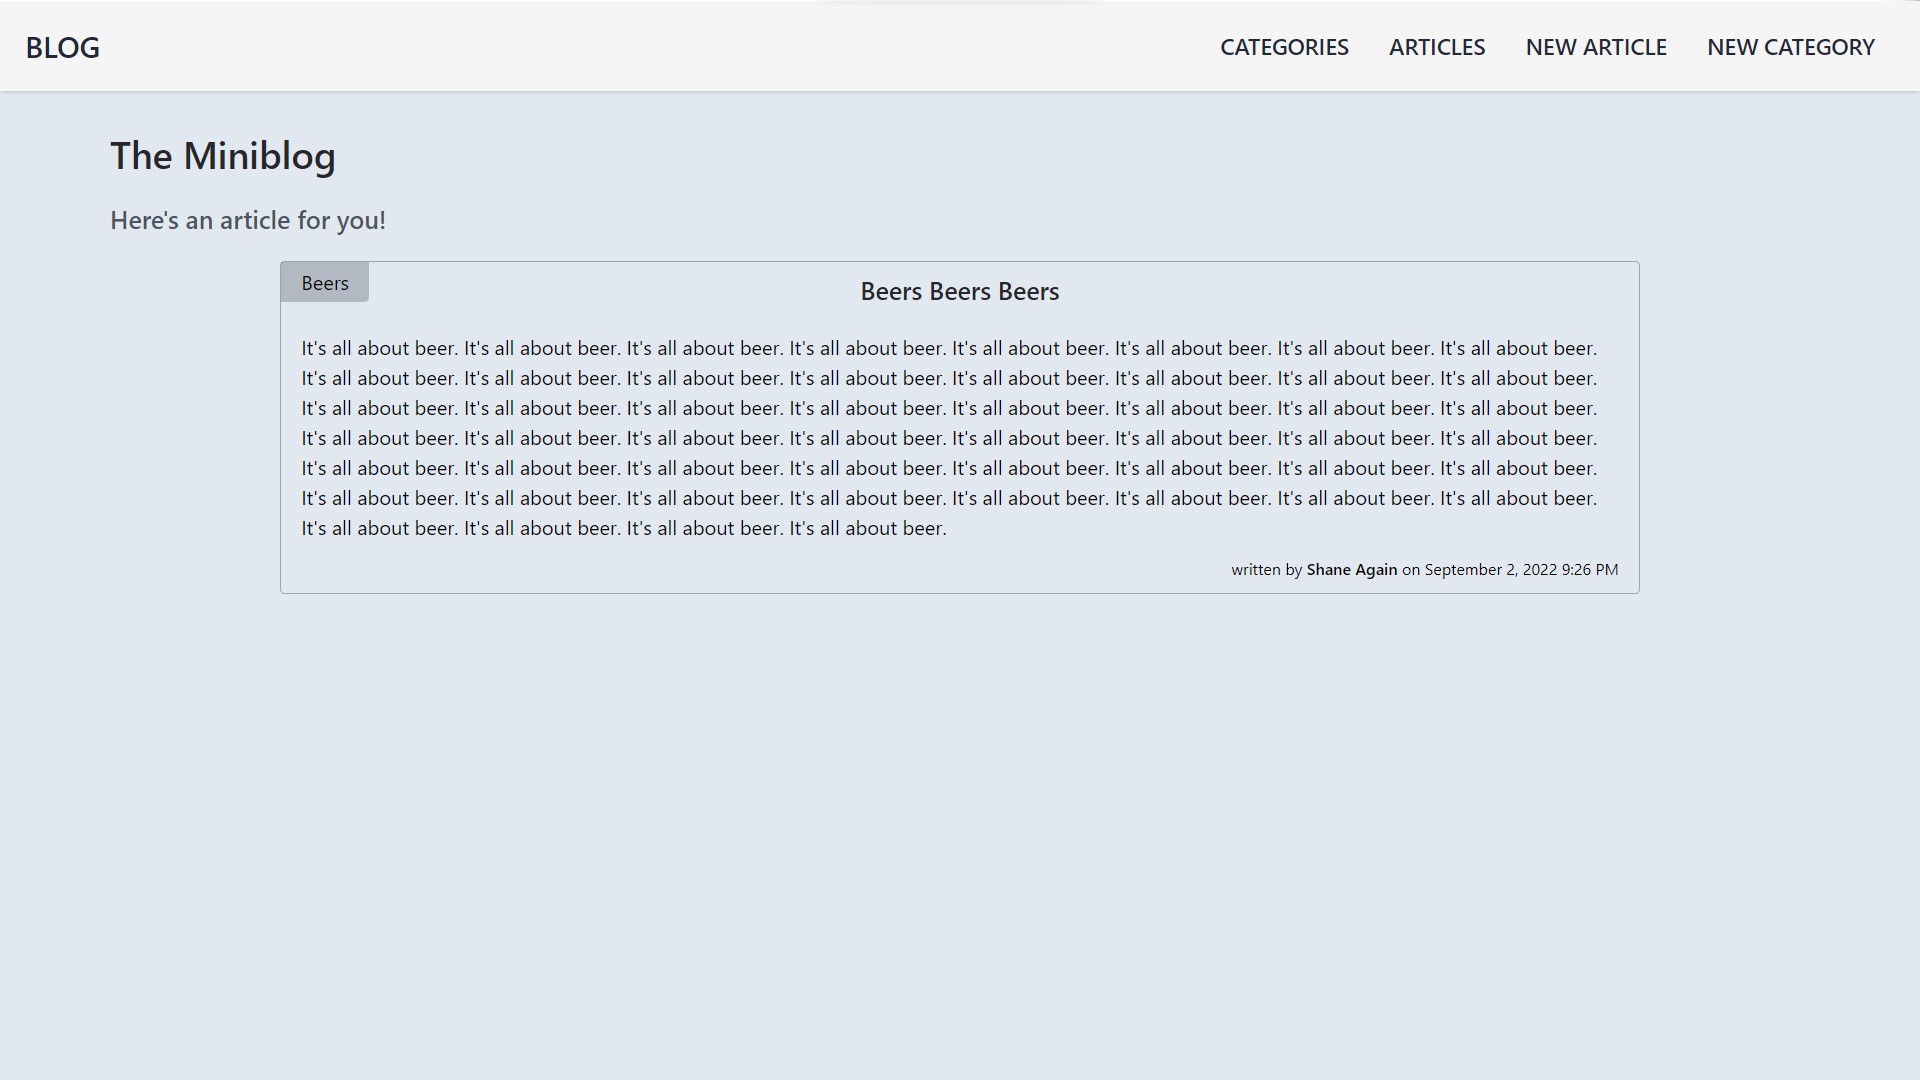 BLOG
CATEGORIES ARTICLES NEW ARTICLE NEW CATEGORY
The Miniblog
Here's an article for you!
Beers
Beers Beers Beers
It's all about beer. It's all about beer. It's all about beer. It's all about beer. It's all about beer. It's all about beer. It's all about beer. It's all about beer.
It's all about beer. It's all about beer. It's all about beer. It's all about beer. It's all about beer. It's all about beer. It's all about beer. It's all about beer.
It's all about beer. It's all about beer. It's all about beer. It's all about beer. It's all about beer. It's all about beer. It's all about beer. It's all about beer.
It's all about beer. It's all about beer. It's all about beer. It's all about beer. It's all about beer. It's all about beer. It's all about beer. It's all about beer.
It's all about beer. It's all about beer. It's all about beer. It's all about beer. It's all about beer. It's all about beer. It's all about beer. It's all about beer.
It's all about beer. It's all about beer. It's all about beer. It's all about beer. It's all about beer. It's all about beer. It's all about beer. It's all about beer.
It's all about beer. It's all about beer. It's all about beer. It's all about beer.
written by Shane Again on September 2, 2022 9:26 PM